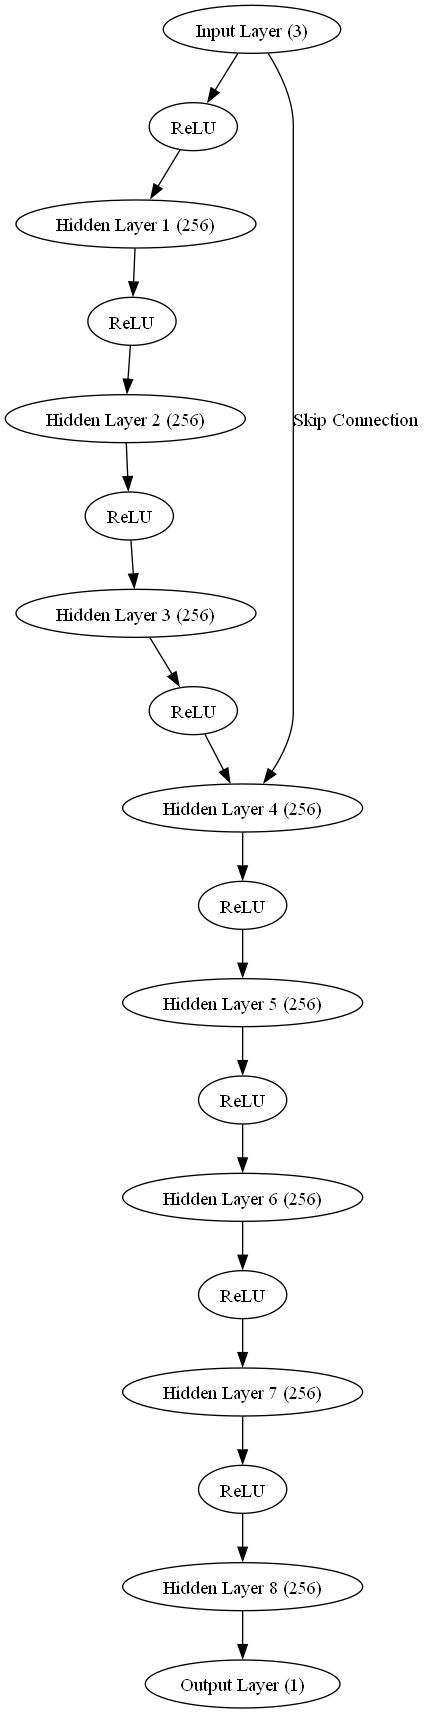 Input Layer (3)
ReLU
Hidden Layer 1 (256)
ReLU
Hidden Layer 2 (256)
Skip Connection
ReLU
Hidden Layer 3 (256)
ReLU
Hidden Layer 4 (256)
ReLU
Hidden Layer 5 (256)
ReLU
Hidden Layer 6 (256)
ReLU
Hidden Layer 7 (256)
ReLU
Hidden Layer 8 (256)
Output Layer (1)